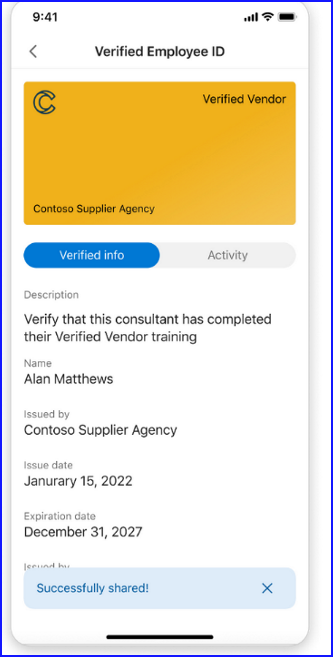 9:41
Verified Employee ID
Verified Vendor
Contoso Supplier Agency
Verified info
Activity
Description
Verify that this consultant has completed
their Verified Vendor training
Name
Alan Matthews
Issued by
Contoso Supplier Agency
Issue date
Janurary 15, 2022
Expiration date
December 31, 2027
Issued by
Successfully shared!